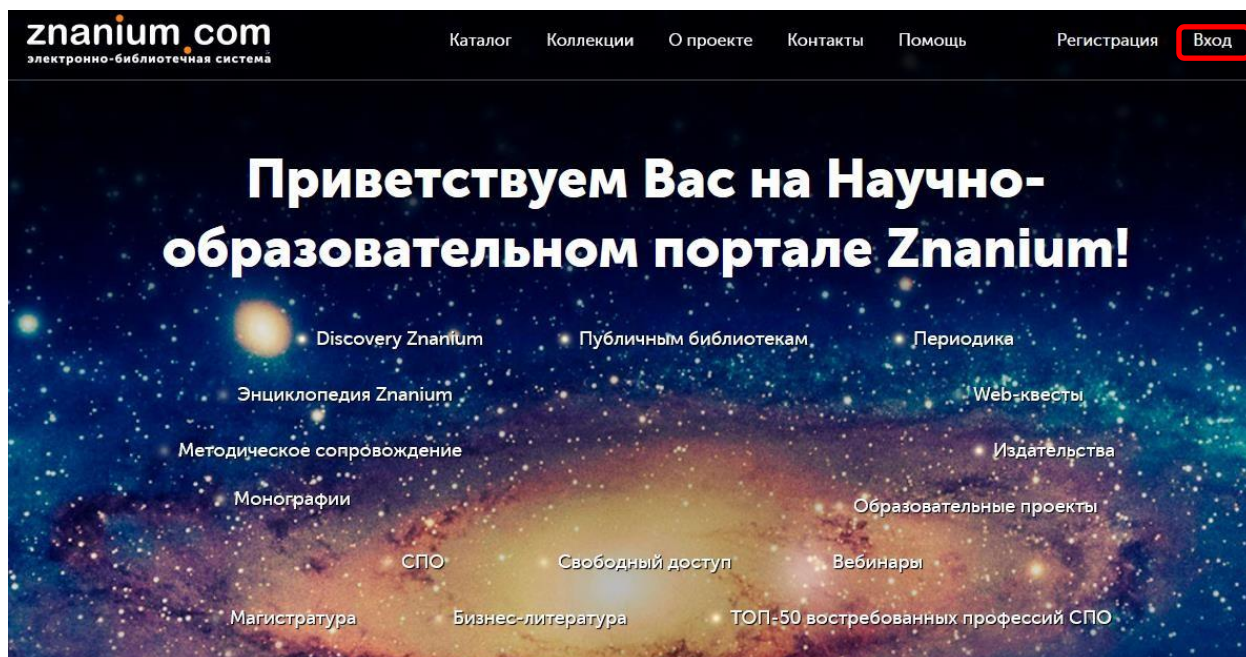 znanium.com
электронно-библиотечная система
Каталог Коллекции О проекте Контакты Помощь Регистрация Вход
Приветствуем Вас на Научно-
образовательном портале Znanium!
Discovery Znanium Публичным библиотекам Периодика
Энциклопедия Znanium Web-квесты
Методическое сопровождение Издательства
Монографии Образовательные проекты
СПО Свободный доступ Вебинары
Магистратура Бизнес-литература ТОП-50 востребованных профессий СПО